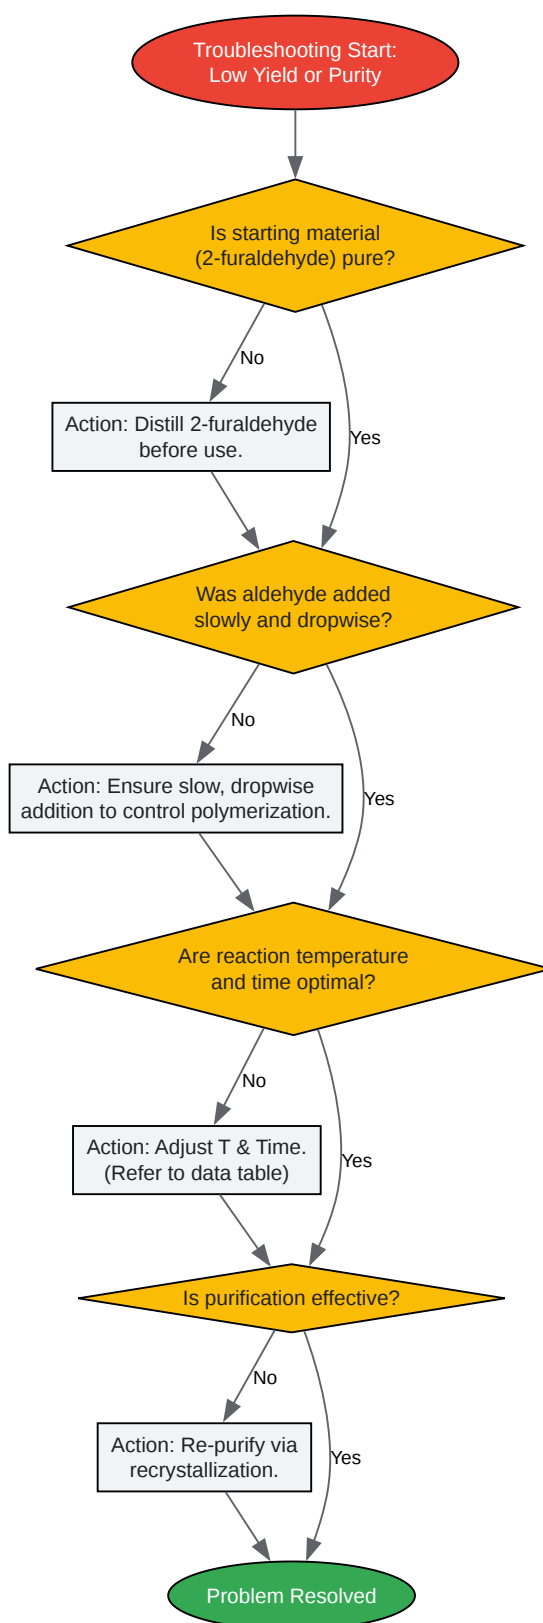 Troubleshooting Start:
Low Yield or Purity
Is starting material
(2-furaldehyde) pure?
No
Action: Distill 2-furaldehyde
before use.
Yes
Was aldehyde added
slowly and dropwise?
No
Action: Ensure slow, dropwise
addition to control polymerization.
Yes
Are reaction temperature
and time optimal?
No
Action: Adjust T & Time.
(Refer to data table)
Yes
Is purification effective?
No
Action: Re-purify via
recrystallization.
Yes
Problem Resolved